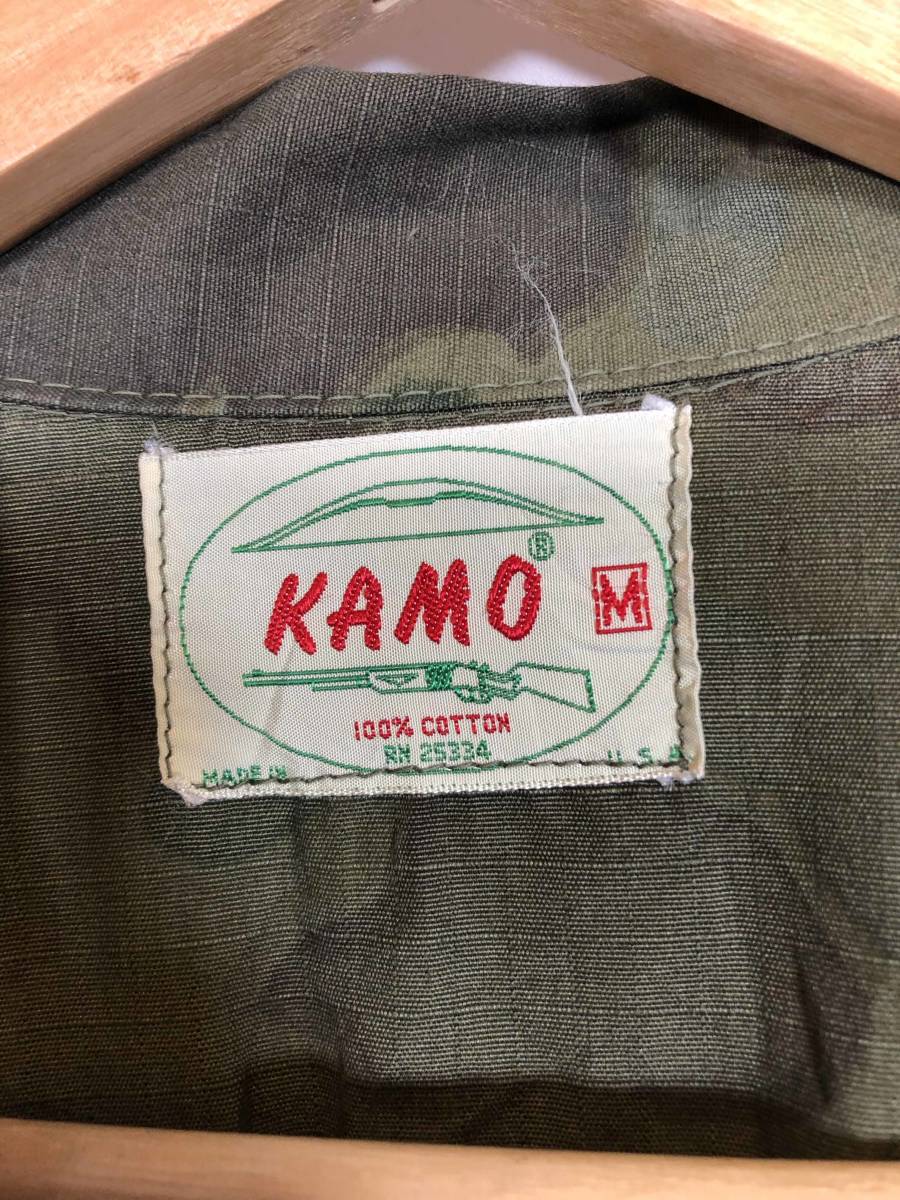 KAMO®
M
100% COTTON
RN 25334
MADE IN U.S.A.